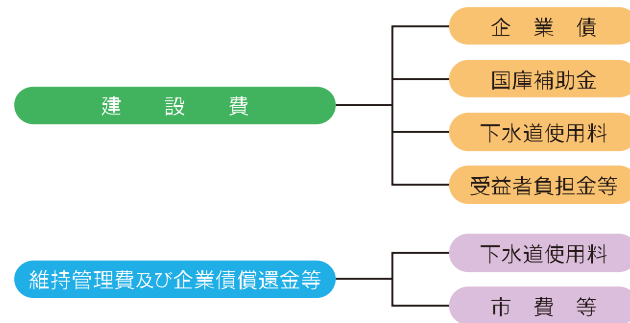 建設費
企業債
国庫補助金
下水道使用料
受益者負担金等
維持管理費及び企業債償還金等
下水道使用料
市費等